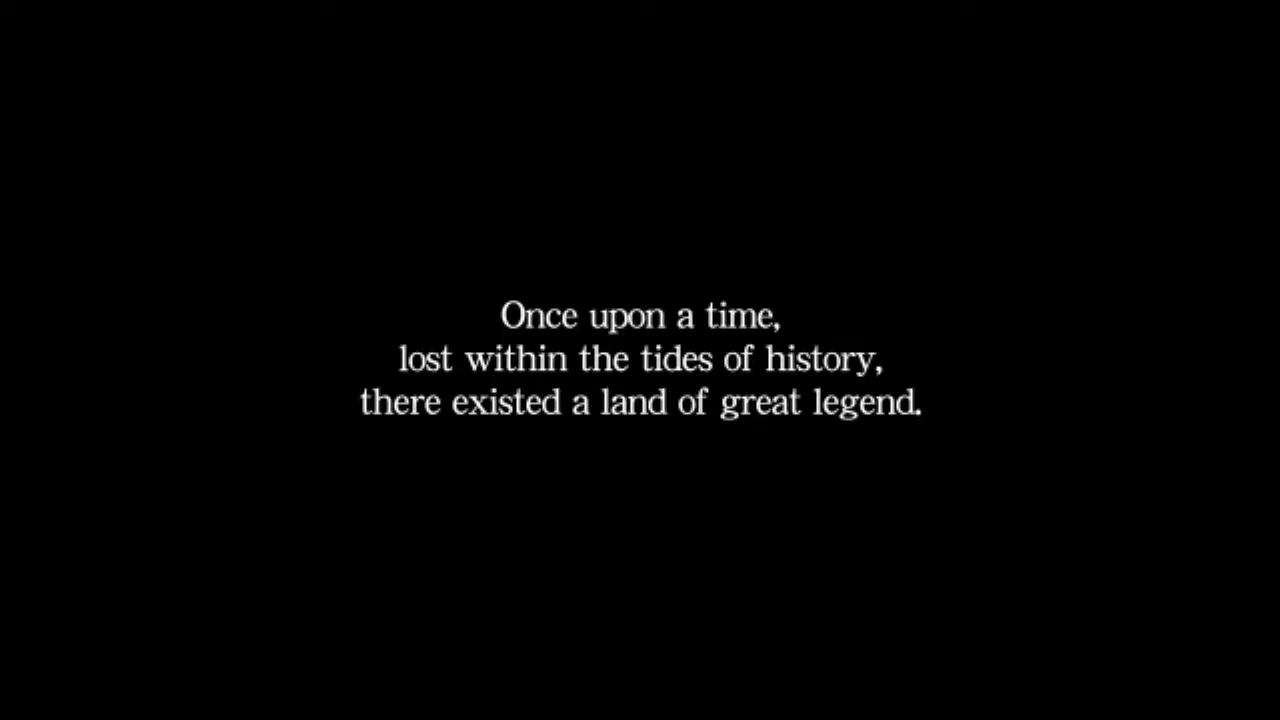 Once upon a time,
lost within the tides of history,
there existed a land of great legend.